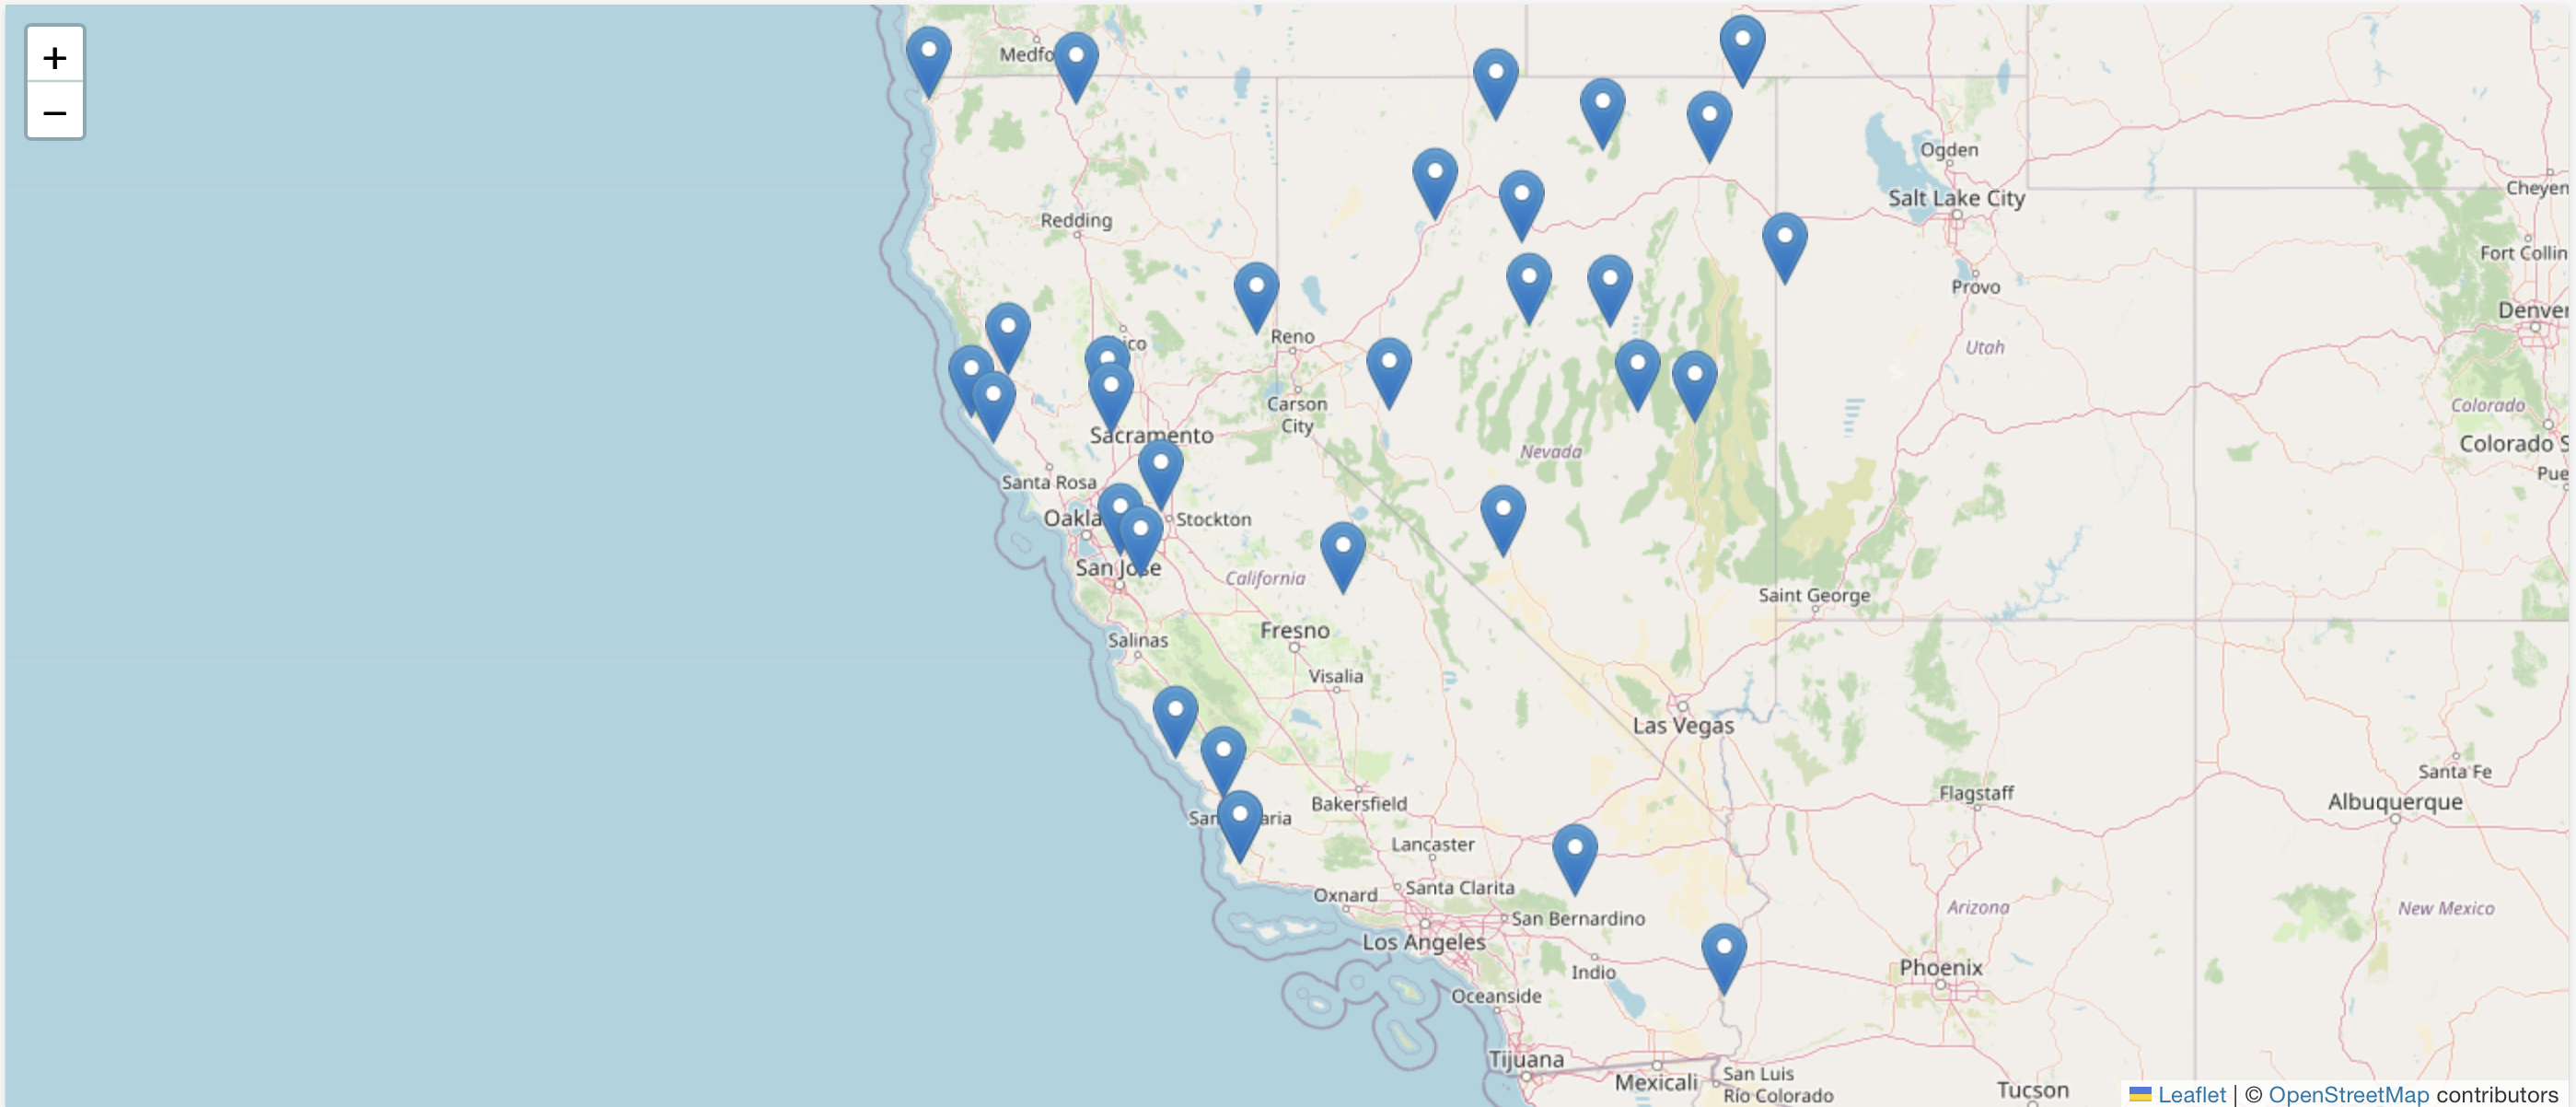 +
−
Medfo
Ogden
Salt Lake City
Cheyen
Redding
Fort Collin
Provo
Denver
Reno
ico
Utah
Carson
City
Colorado
Sacramento
Colorado S
Nevada
Pue
Santa Rosa
Oakla
Stockton
San Jose
California
Saint George
Fresno
Salinas
Visalia
Las Vegas
Santa Fe
Flagstaff
Albuquerque
Bakersfield
San
aria
Lancaster
Santa Clarita
Oxnard
San Bernardino
Arizona
New Mexico
Los Angeles
Phoenix
Indio
Oceanside
Tijuana
Mexicali
San Luis
Río Colorado
Tucson
Leaflet | © OpenStreetMap contributors